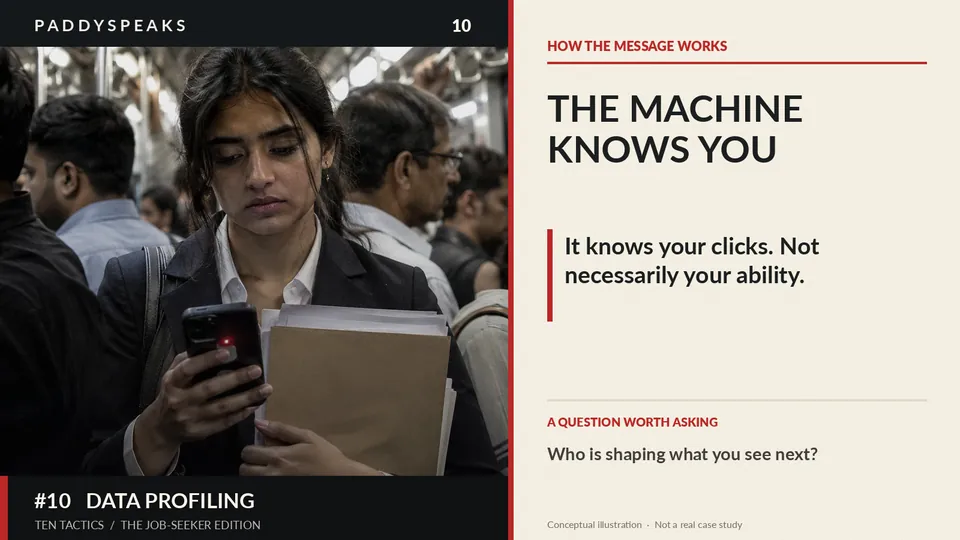 PADDYSPEAKS
10
#10 DATA PROFILING
TEN TACTICS / THE JOB-SEEKER EDITION
HOW THE MESSAGE WORKS
THE MACHINE
KNOWS YOU
It knows your clicks. Not
necessarily your ability.
A QUESTION WORTH ASKING
Who is shaping what you see next?
Conceptual illustration · Not a real case study